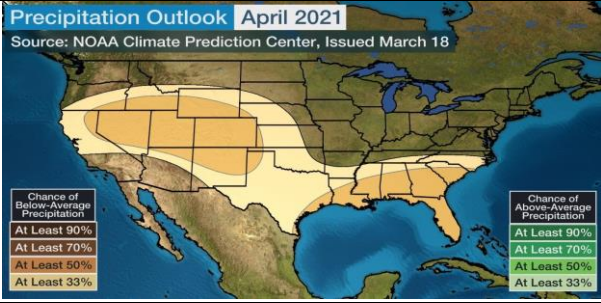 Precipitation Outlook April 2021
Source: NOAA Climate Prediction Center, Issued March 18
Chance of
Below-Average
Precipitation
At Least 90%
At Least 70%
At Least 50%
At Least 33%
Chance of
Above-Average
Precipitation
At Least 90%
At Least 70%
At Least 50%
At Least 33%